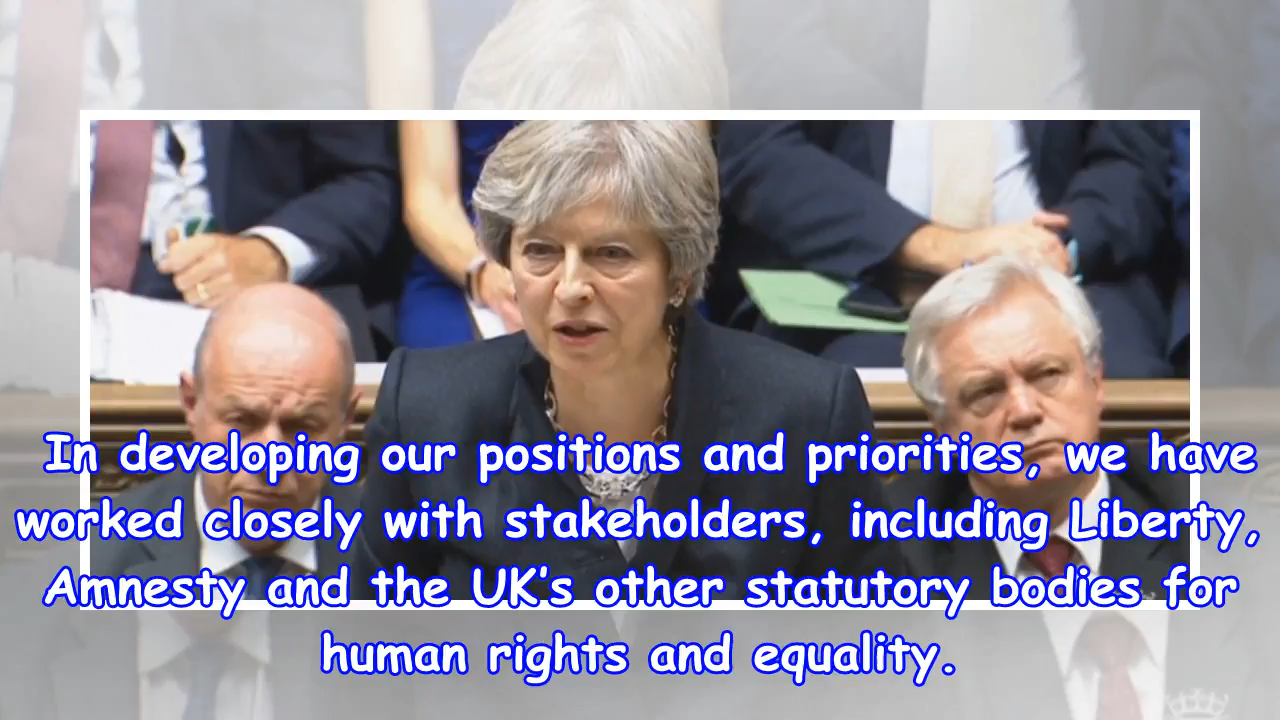 In developing our positions and priorities, we have
worked closely with stakeholders, including Liberty,
Amnesty and the UK's other statutory bodies for
human rights and equality.